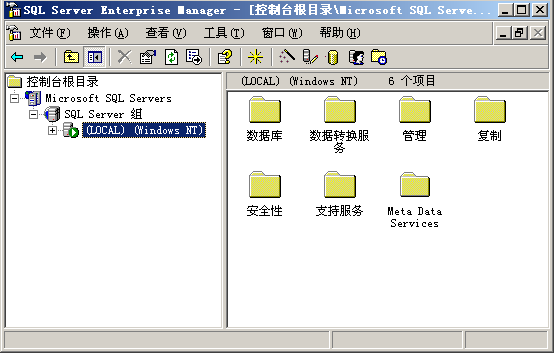 SQL Server Enterprise Manager - [控制台根目录\Microsoft SQL Serve...
文件(F) 操作(A) 查看(V) 工具(T) 窗口(W) 帮助(H)
控制台根目录
Microsoft SQL Servers
SQL Server 组
(LOCAL) (Windows NT)
(LOCAL) (Windows NT) 6 个项目
数据库
数据转换服
务
管理
复制
安全性
支持服务
Meta Data
Services